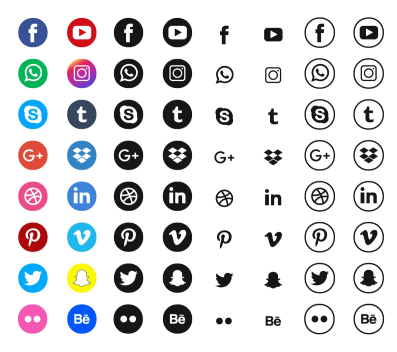 f f f f
S t S t S t S t
G+ G+ G+ G+
in in in in
P v P v P v P v
Bē Bē Bē Bē